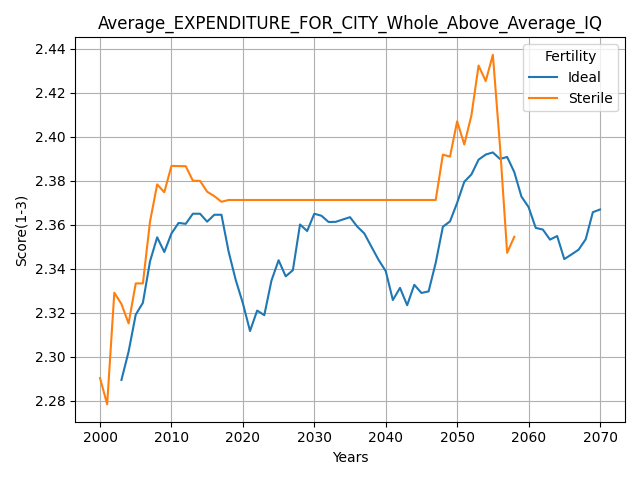 Average_EXPENDITURE_FOR_CITY_Whole_Above_Average_IQ
Score(1-3)
2.44
2.42
2.40
2.38
2.36
2.34
2.32
2.30
2.28
Fertility
Ideal
Sterile
2000 2010 2020 2030 2040 2050 2060 2070
Years